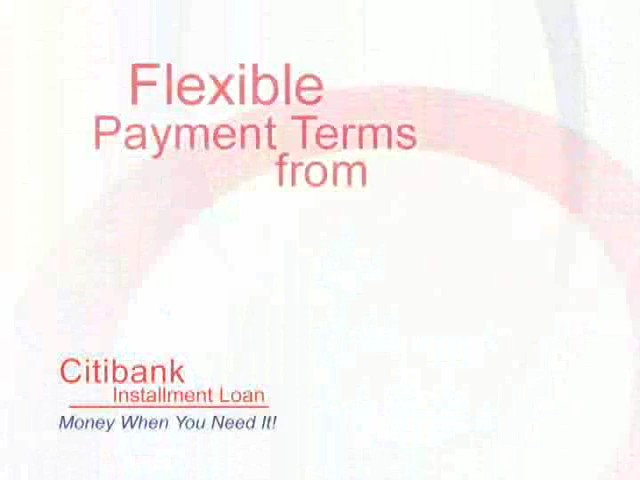 Flexible
Payment Terms
from
Citibank
Installment Loan
Money When You Need It!